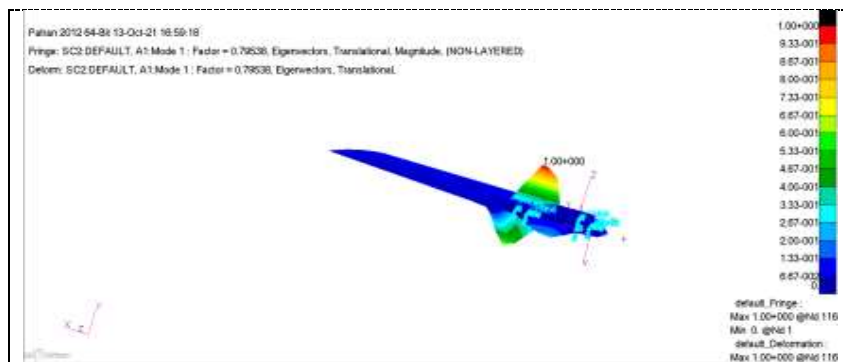 Patran 2012 64-Bit 13-Oct-21 16:59:18
Fringe: SC2:DEFAULT, A1:Mode 1 : Factor = 0.79538, Eigenvectors, Translational, Magnitude, (NON-LAYERED)
Deform: SC2:DEFAULT, A1:Mode 1 : Factor = 0.79538, Eigenvectors, Translational,
1.00+000
9.33-001
8.67-001
8.00-001
7.33-001
6.67-001
6.00-001
5.33-001
4.67-001
4.00-001
3.33-001
2.67-001
2.00-001
1.33-001
6.67-002
0.
1.00+000
Z
X
Y
Y
X
Z
default_Fringe :
Max 1.00+000 @Nd 116
Min 0. @Nd 1
default_Deformation :
Max 1.00+000 @Nd 116